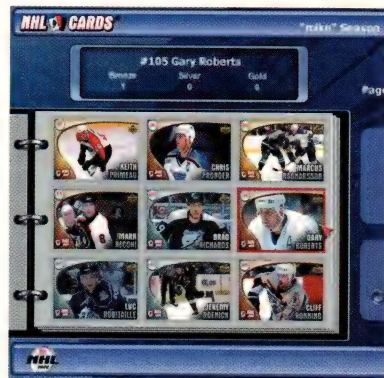 NHL CARDS
"mike" Season
#105 Gary Roberts
Bronze Silver Gold
1 0 0
Page
KEITH
PRIMEAU
CHRIS
PRONGER
MARCUS
RAGNARSSON
MARK
RECCHI
BRAD
RICHARDS
GARY
ROBERTS
LUC
ROBITAILLE
JEREMY
ROENICK
CLIFF
RONNING
NHL